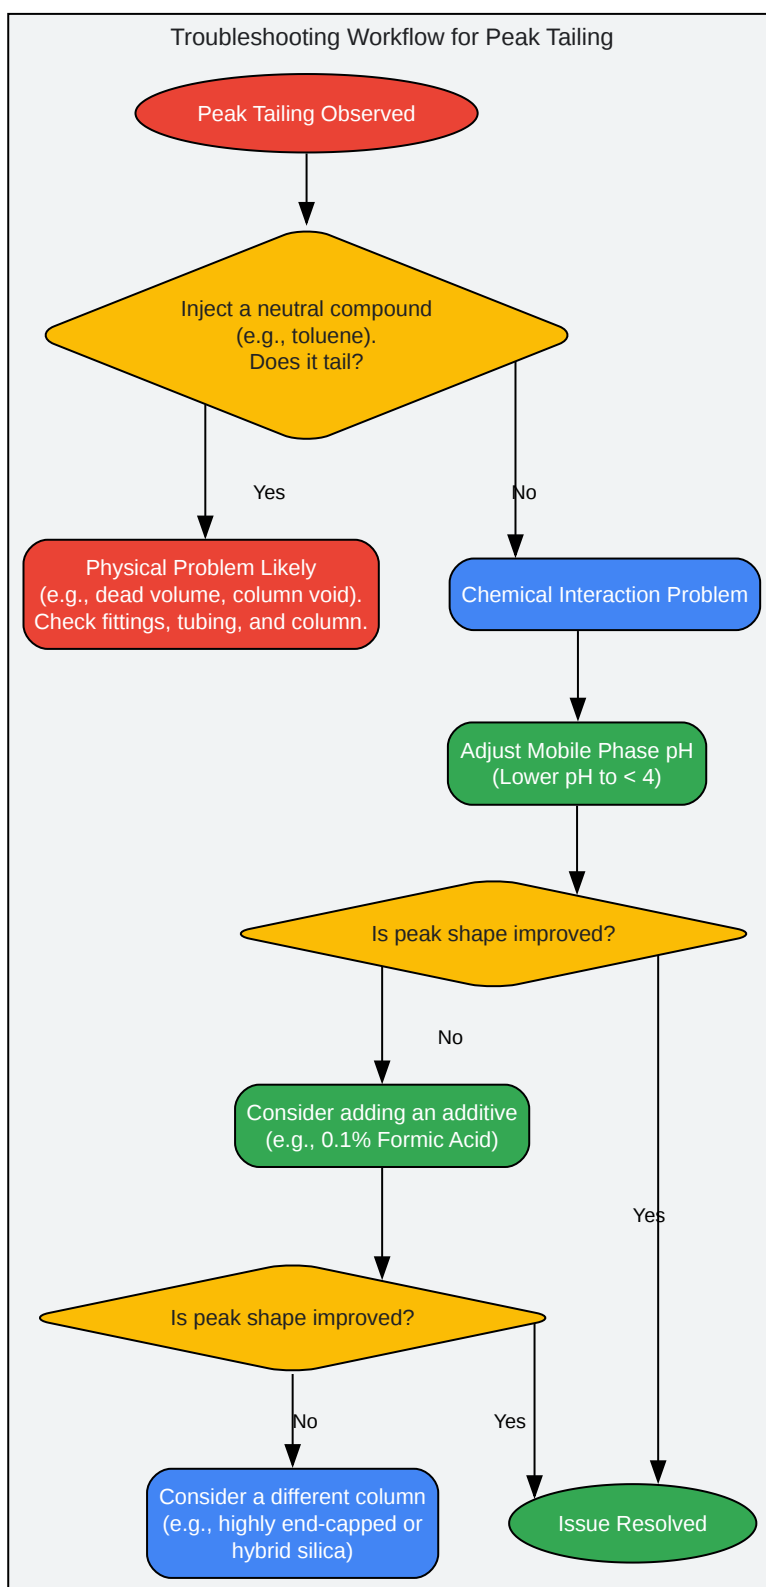 Troubleshooting Workflow for Peak Tailing
Peak Tailing Observed
Inject a neutral compound
(e.g., toluene).
Does it tail?
Yes
No
Physical Problem Likely
(e.g., dead volume, column void).
Check fittings, tubing, and column.
Chemical Interaction Problem
Adjust Mobile Phase pH
(Lower pH to < 4)
Is peak shape improved?
No
Consider adding an additive
(e.g., 0.1% Formic Acid)
Yes
Is peak shape improved?
No
Yes
Consider a different column
(e.g., highly end-capped or
hybrid silica)
Issue Resolved